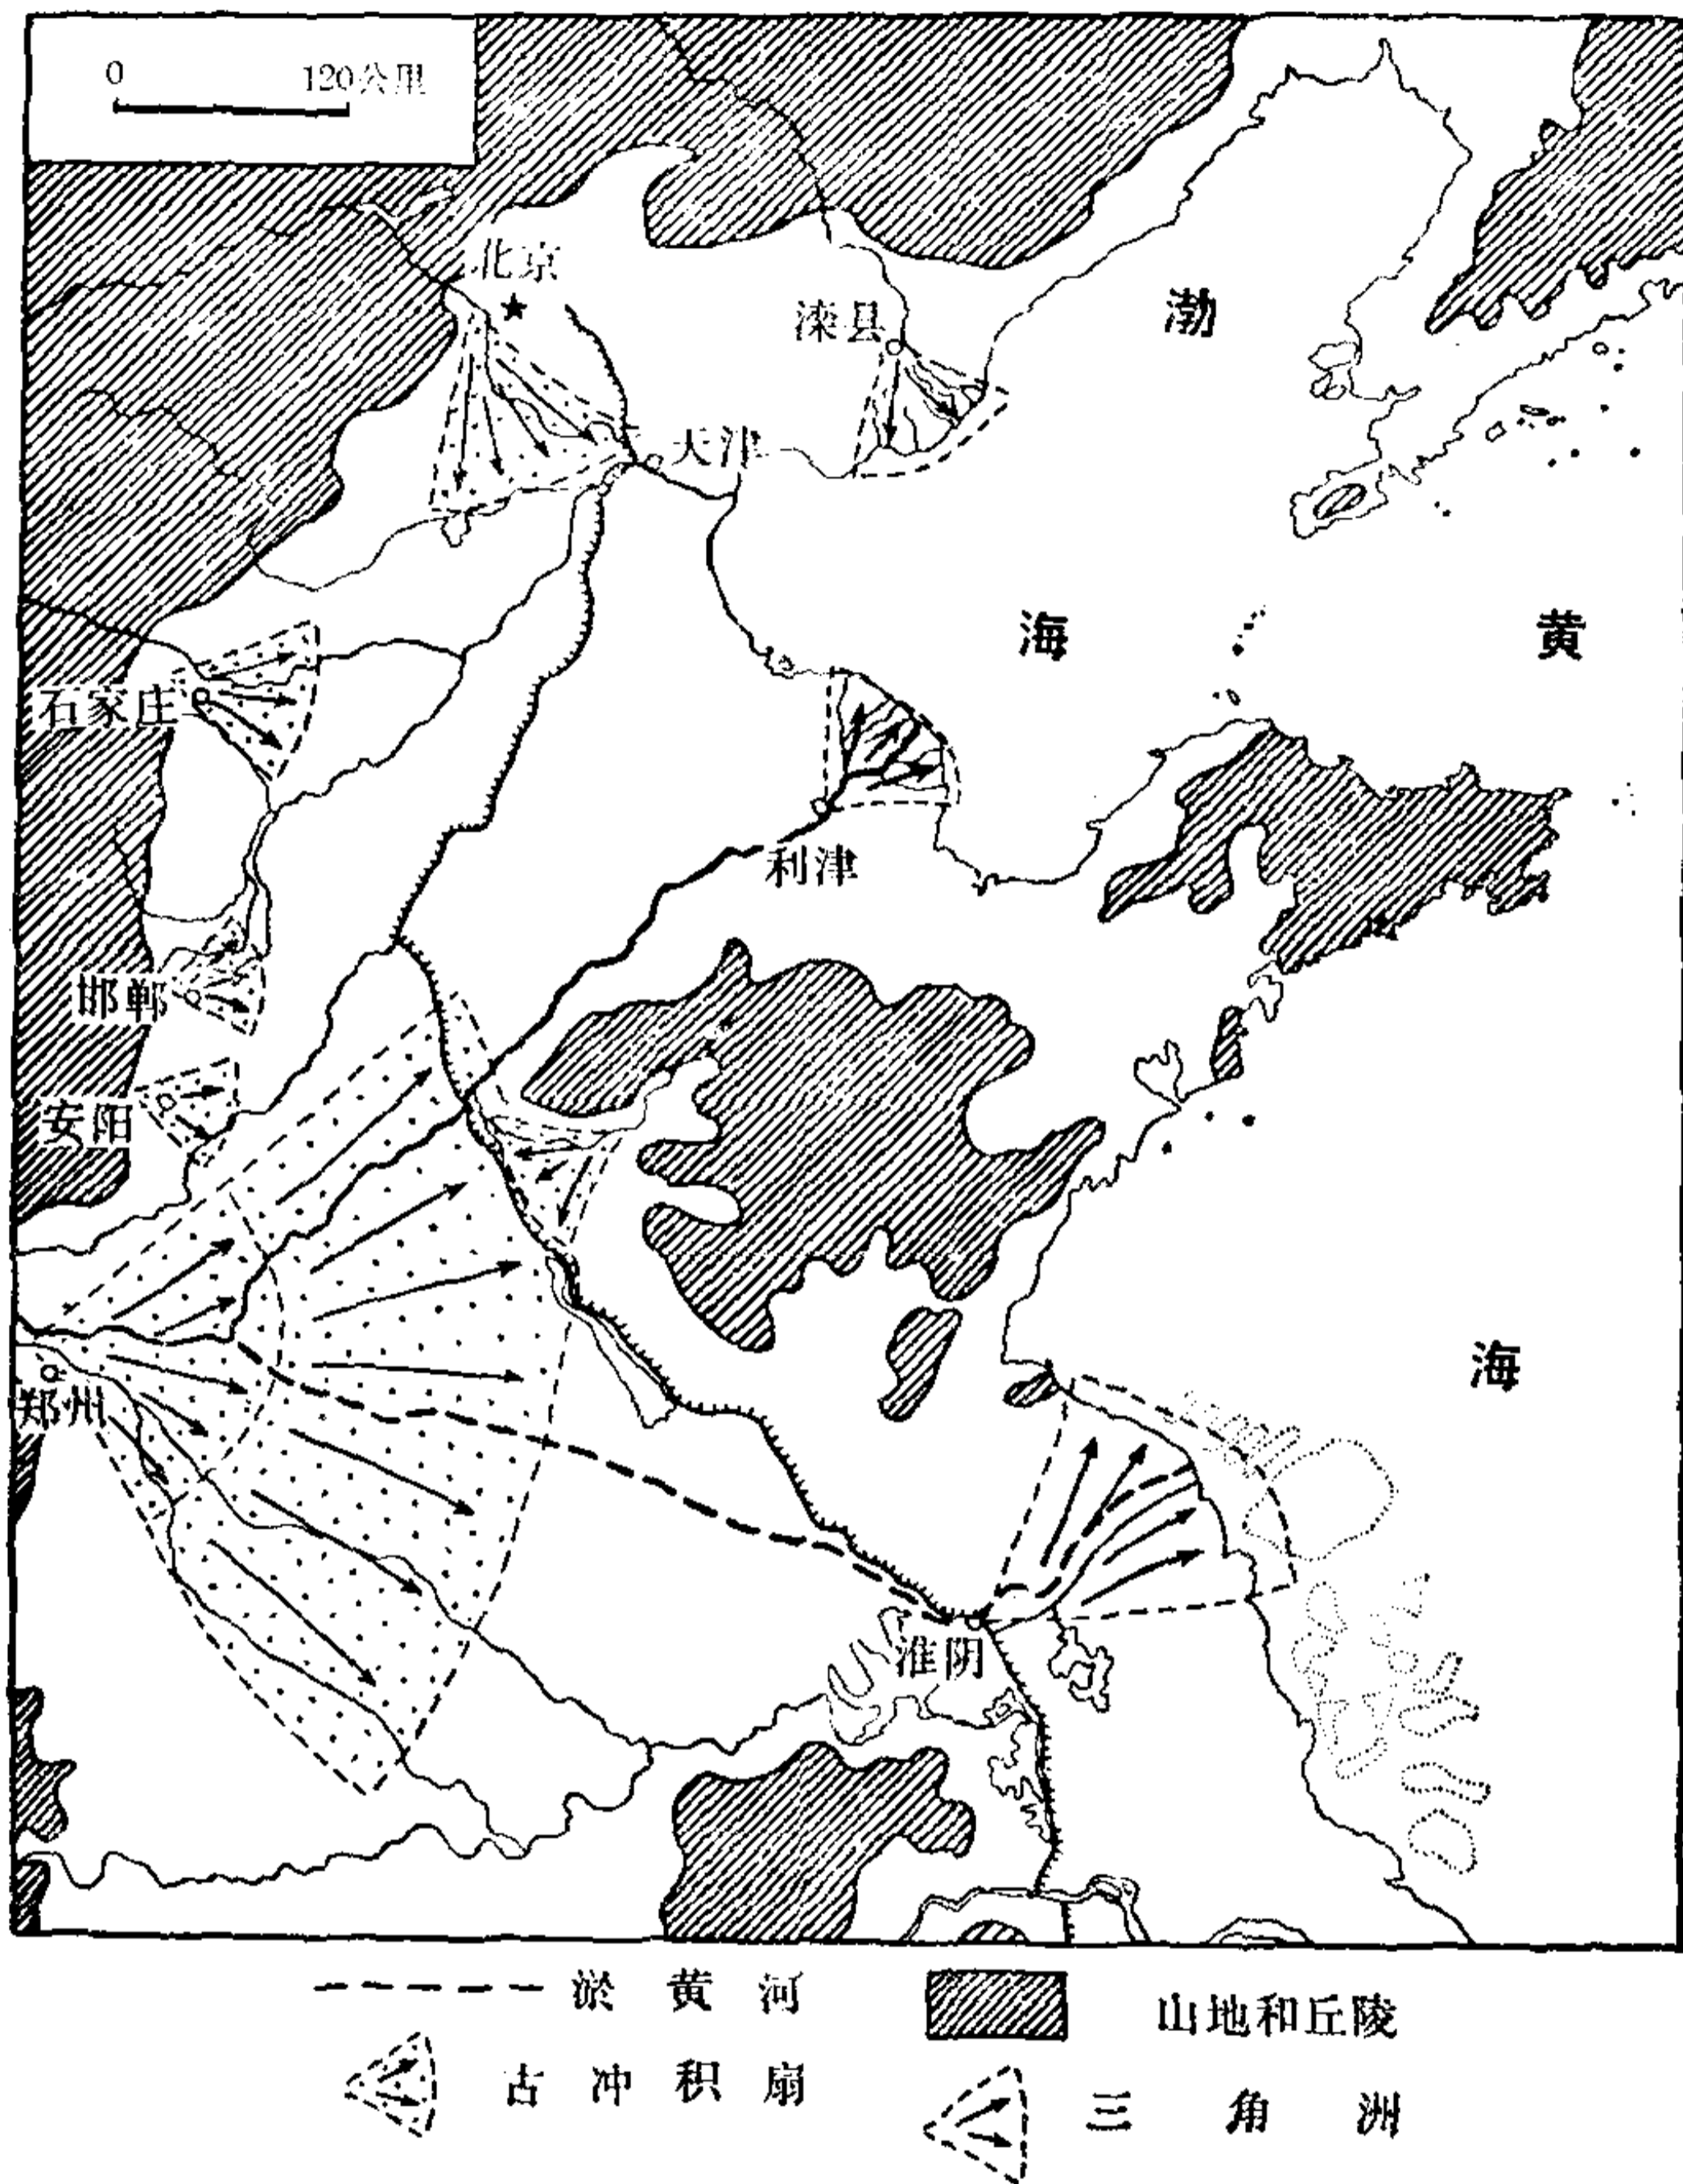 0 120公里
北京
滦县
渤
天津
海
黄
石家庄
利津
邯郸
安阳
海
郑州
淮阴
淤黄河
山地和丘陵
古冲积扇
三角洲